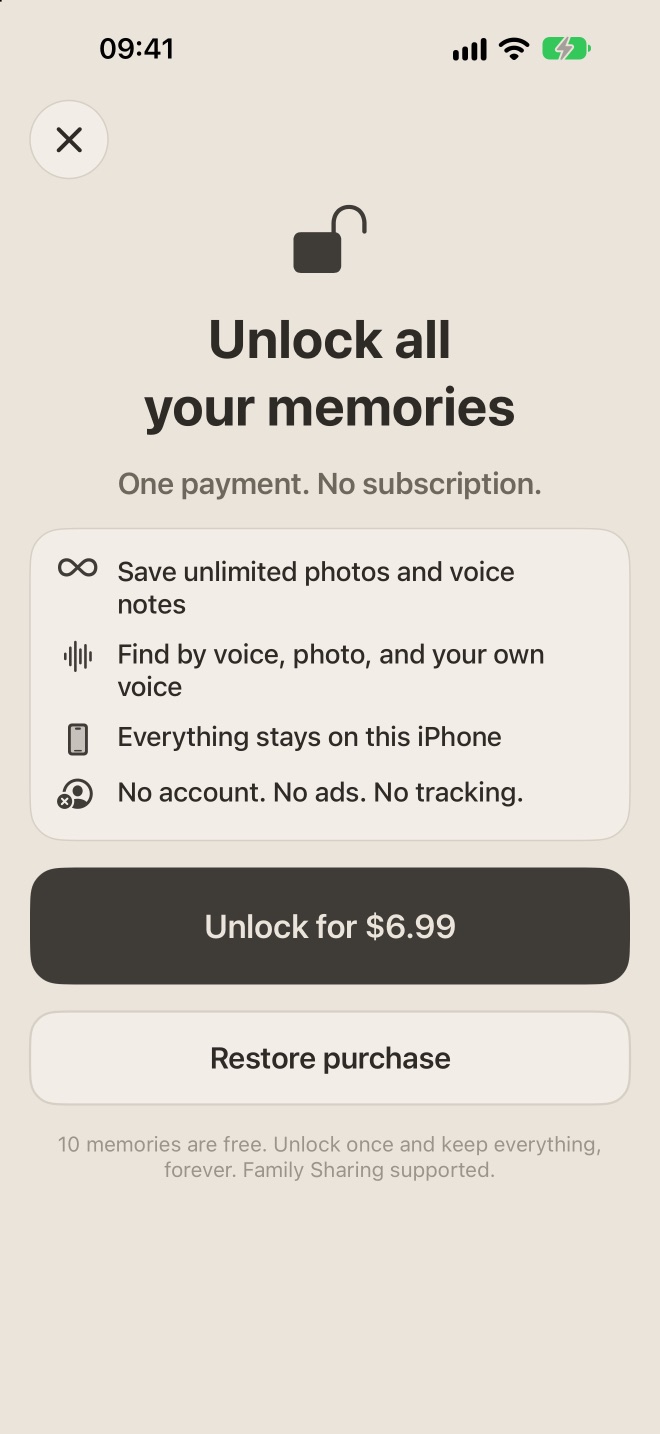 09:41
Unlock all
your memories
One payment. No subscription.
Save unlimited photos and voice
notes
Find by voice, photo, and your own
voice
Everything stays on this iPhone
No account. No ads. No tracking.
Unlock for $6.99
Restore purchase
10 memories are free. Unlock once and keep everything,
forever. Family Sharing supported.